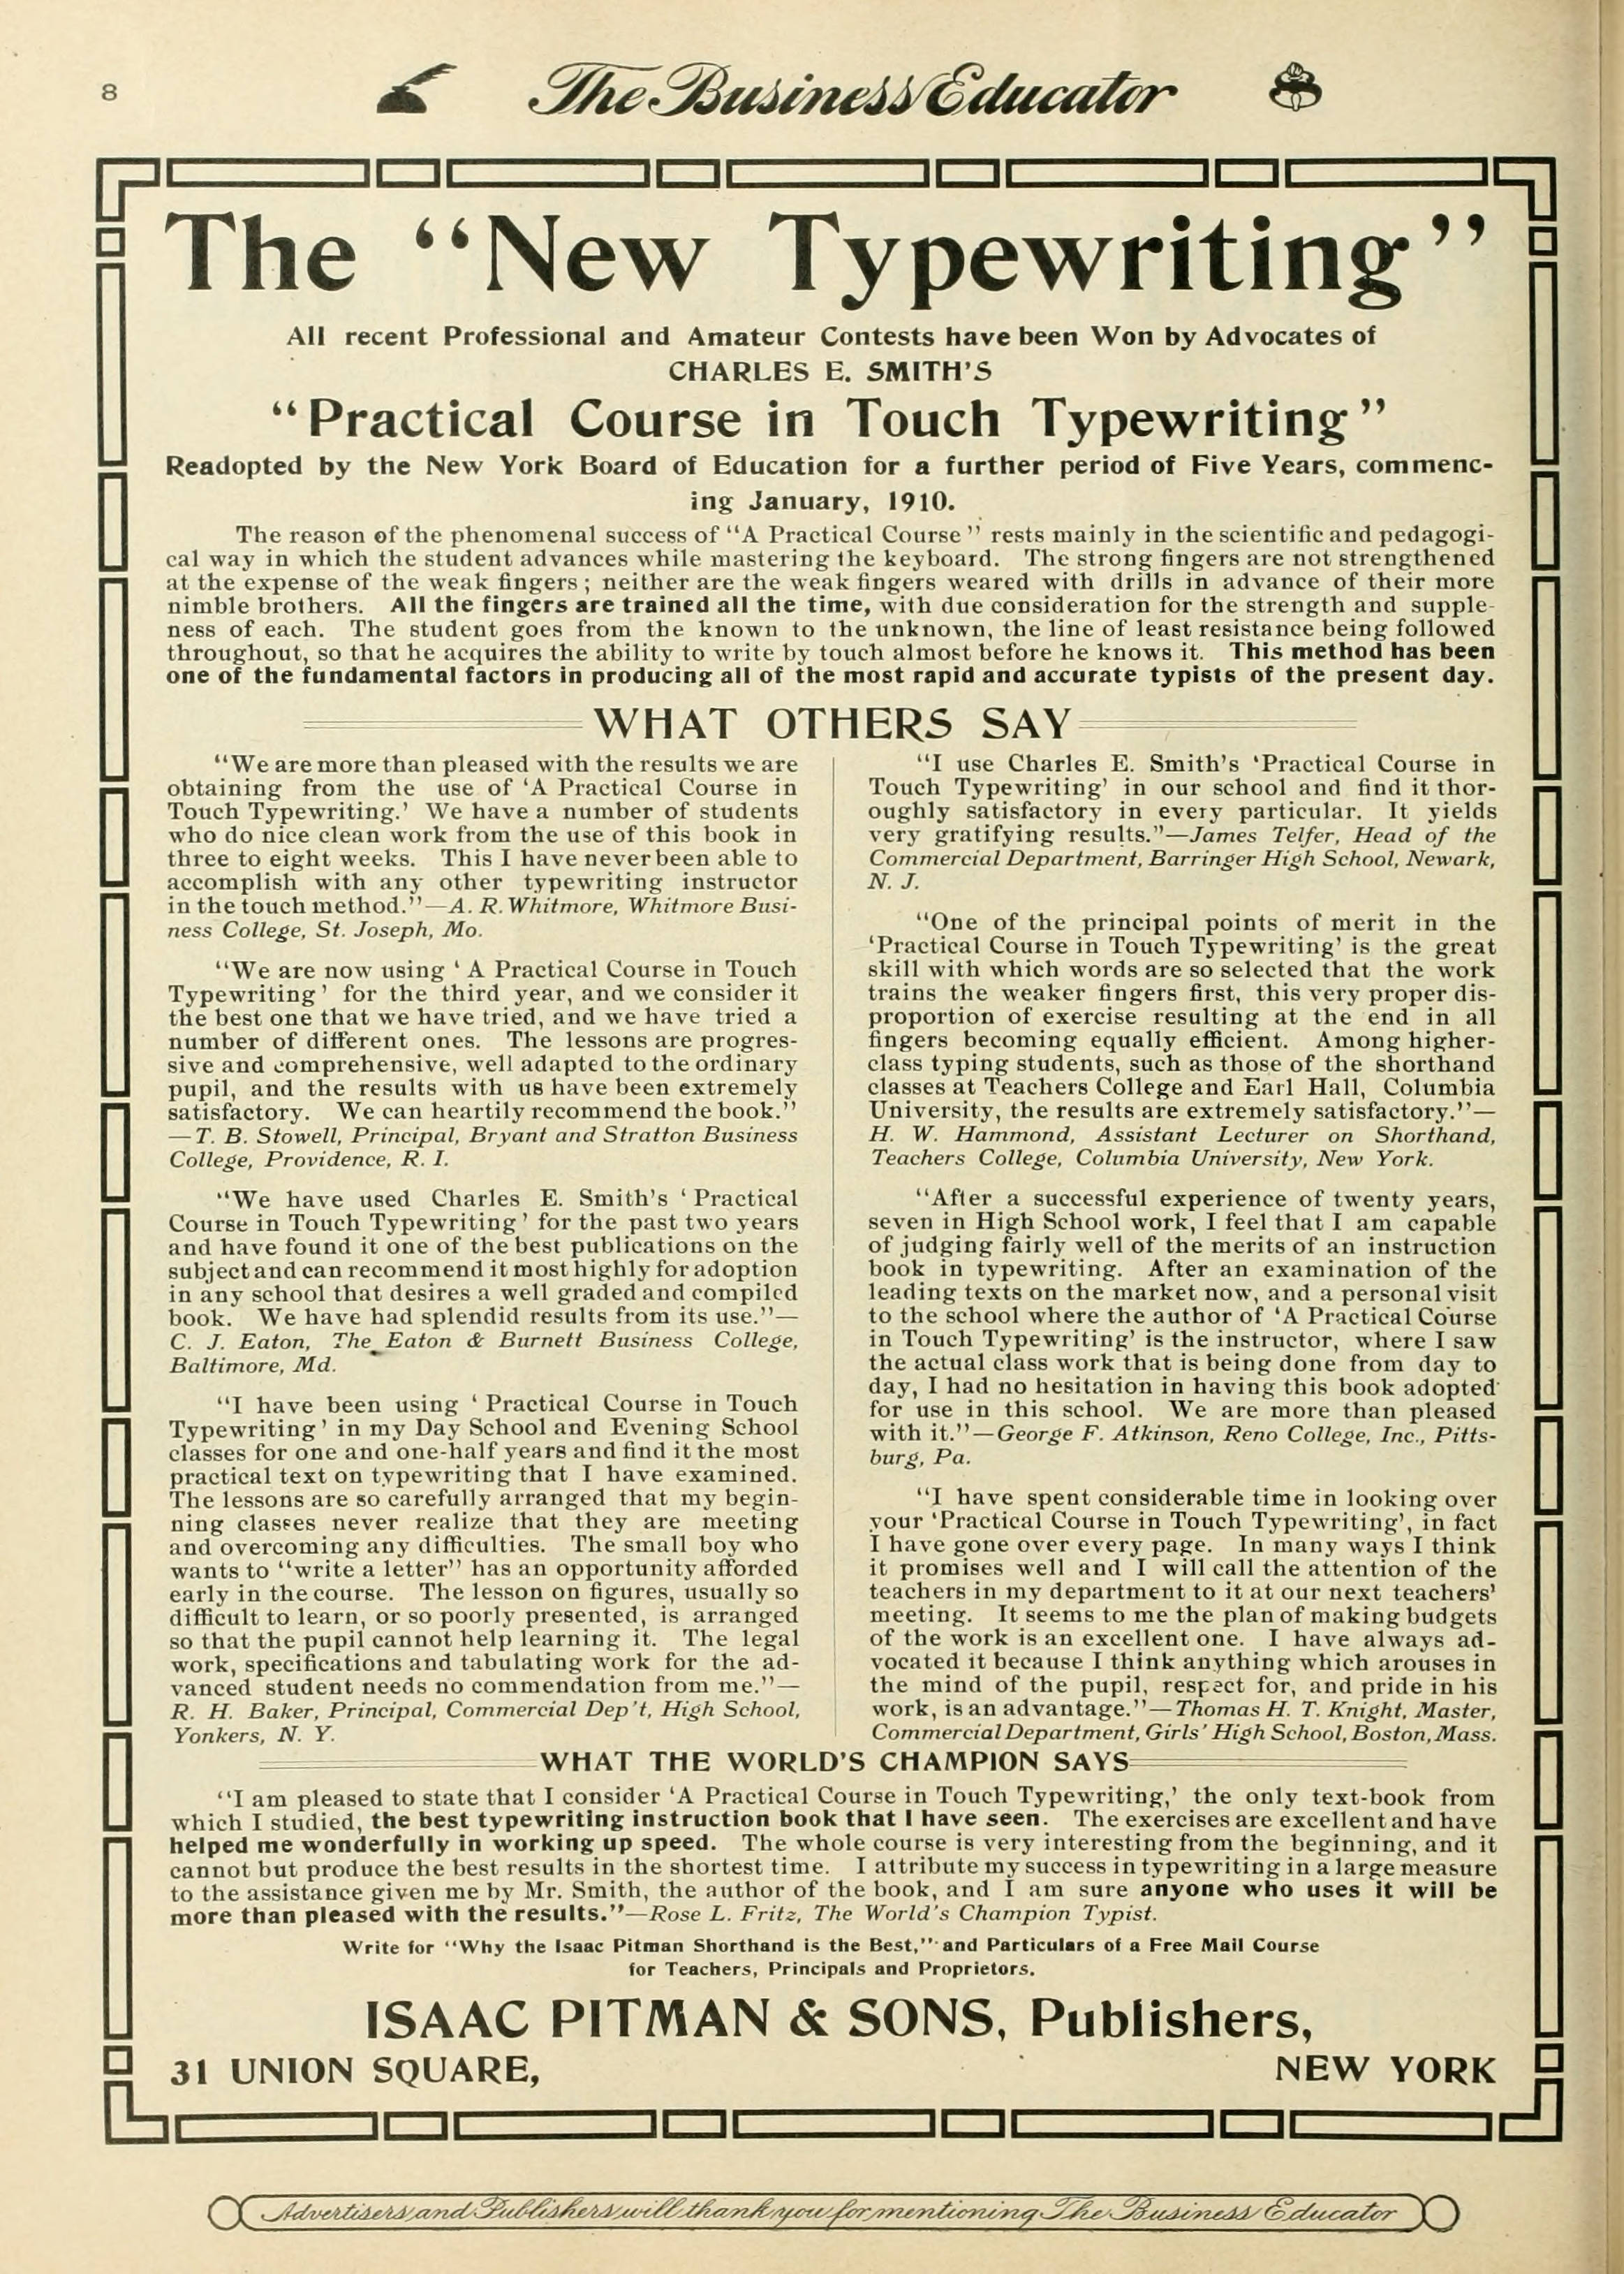 8
The Business Educator
The "New Typewriting"
All recent Professional and Amateur Contests have been Won by Advocates of
CHARLES E. SMITH'S
"Practical Course in Touch Typewriting"
Readopted by the New York Board of Education for a further period of Five Years, commenc-
ing January, 1910.
The reason of the phenomenal success of "A Practical Course" rests mainly in the scientific and pedagogi-
cal way in which the student advances while mastering the keyboard. The strong fingers are not strengthened
at the expense of the weak fingers; neither are the weak fingers weared with drills in advance of their more
nimble brothers. All the fingers are trained all the time, with due consideration for the strength and supple-
ness of each. The student goes from the known to the unknown, the line of least resistance being followed
throughout, so that he acquires the ability to write by touch almost before he knows it. This method has been
one of the fundamental factors in producing all of the most rapid and accurate typists of the present day.
WHAT OTHERS SAY
"We are more than pleased with the results we are
obtaining from the use of 'A Practical Course in
Touch Typewriting.' We have a number of students
who do nice clean work from the use of this book in
three to eight weeks. This I have never been able to
accomplish with any other typewriting instructor
in the touch method."—A. R. Whitmore, Whitmore Busi-
ness College, St. Joseph, Mo.
"We are now using 'A Practical Course in Touch
Typewriting' for the third year, and we consider it
the best one that we have tried, and we have tried a
number of different ones. The lessons are progres-
sive and comprehensive, well adapted to the ordinary
pupil, and the results with us have been extremely
satisfactory. We can heartily recommend the book."
—T. B. Stowell, Principal, Bryant and Stratton Business
College, Providence, R. I.
"We have used Charles E. Smith's 'Practical
Course in Touch Typewriting' for the past two years
and have found it one of the best publications on the
subject and can recommend it most highly for adoption
in any school that desires a well graded and compiled
book. We have had splendid results from its use."—
C. J. Eaton, The Eaton & Burnett Business College,
Baltimore, Md.
"I have been using 'Practical Course in Touch
Typewriting' in my Day School and Evening School
classes for one and one-half years and find it the most
practical text on typewriting that I have examined.
The lessons are so carefully arranged that my begin-
ning classes never realize that they are meeting
and overcoming any difficulties. The small boy who
wants to "write a letter" has an opportunity afforded
early in the course. The lesson on figures, usually so
difficult to learn, or so poorly presented, is arranged
so that the pupil cannot help learning it. The legal
work, specifications and tabulating work for the ad-
vanced student needs no commendation from me."—
R. H. Baker, Principal, Commercial Dep't, High School,
Yonkers, N. Y.
"I use Charles E. Smith's 'Practical Course in
Touch Typewriting' in our school and find it thor-
oughly satisfactory in every particular. It yields
very gratifying results."—James Telfer, Head of the
Commercial Department, Barringer High School, Newark,
N. J.
"One of the principal points of merit in the
'Practical Course in Touch Typewriting' is the great
skill with which words are so selected that the work
trains the weaker fingers first, this very proper dis-
proportion of exercise resulting at the end in all
fingers becoming equally efficient. Among higher-
class typing students, such as those of the shorthand
classes at Teachers College and Earl Hall, Columbia
University, the results are extremely satisfactory."—
H. W. Hammond, Assistant Lecturer on Shorthand,
Teachers College, Columbia University, New York.
"After a successful experience of twenty years,
seven in High School work, I feel that I am capable
of judging fairly well of the merits of an instruction
book in typewriting. After an examination of the
leading texts on the market now, and a personal visit
to the school where the author of 'A Practical Course
in Touch Typewriting' is the instructor, where I saw
the actual class work that is being done from day to
day, I had no hesitation in having this book adopted
for use in this school. We are more than pleased
with it."—George F. Atkinson, Reno College, Inc., Pitts-
burg, Pa.
"I have spent considerable time in looking over
your 'Practical Course in Touch Typewriting', in fact
I have gone over every page. In many ways I think
it promises well and I will call the attention of the
teachers in my department to it at our next teachers'
meeting. It seems to me the plan of making budgets
of the work is an excellent one. I have always ad-
vocated it because I think anything which arouses in
the mind of the pupil, respect for, and pride in his
work, is an advantage."—Thomas H. T. Knight, Master,
Commercial Department, Girls' High School, Boston, Mass.
WHAT THE WORLD'S CHAMPION SAYS
"I am pleased to state that I consider 'A Practical Course in Touch Typewriting,' the only text-book from
which I studied, the best typewriting instruction book that I have seen. The exercises are excellent and have
helped me wonderfully in working up speed. The whole course is very interesting from the beginning, and it
cannot but produce the best results in the shortest time. I attribute my success in typewriting in a large measure
to the assistance given me by Mr. Smith, the author of the book, and I am sure anyone who uses it will be
more than pleased with the results."—Rose L. Fritz, The World's Champion Typist.
Write for "Why the Isaac Pitman Shorthand is the Best," and Particulars of a Free Mail Course
for Teachers, Principals and Proprietors.
ISAAC PITMAN & SONS, Publishers,
31 UNION SQUARE, NEW YORK
Advertisers and Publishers will thank you for mentioning The Business Educator